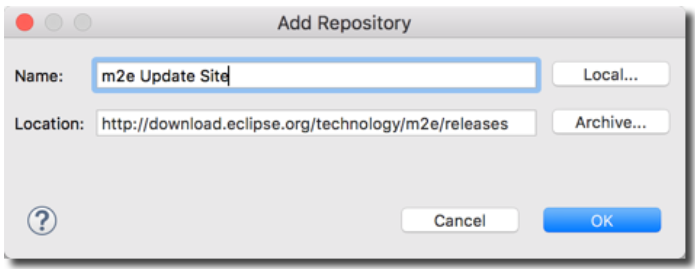 Add Repository
Name: m2e Update Site Local...
Location: http://download.eclipse.org/technology/m2e/releases Archive...
? Cancel OK